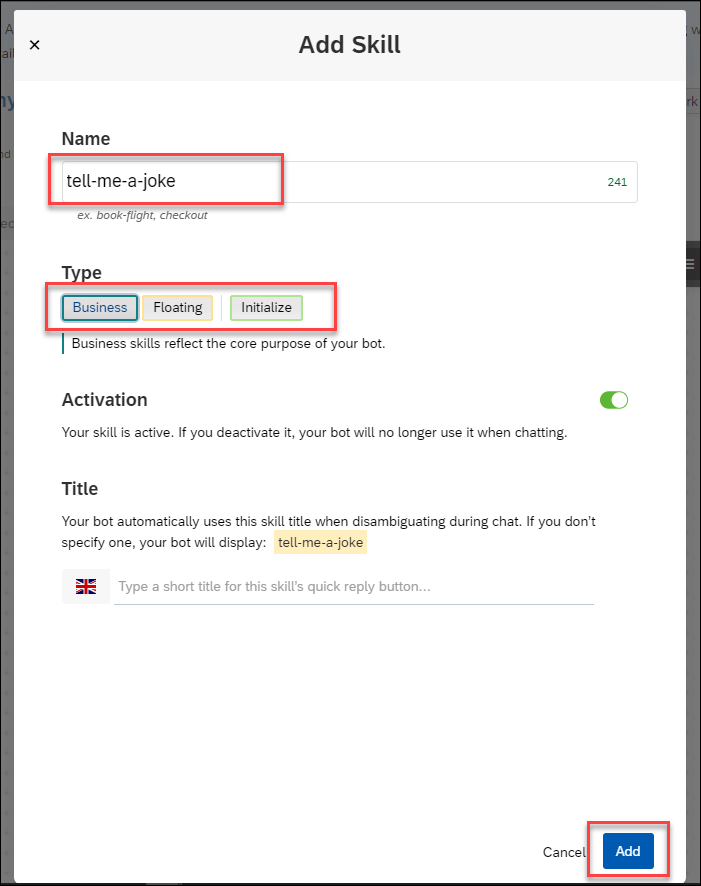 Add Skill
Name
tell-me-a-joke
241
ex. book-flight, checkout
Type
Business Floating Initialize
Business skills reflect the core purpose of your bot.
Activation
Your skill is active. If you deactivate it, your bot will no longer use it when chatting.
Title
Your bot automatically uses this skill title when disambiguating during chat. If you don’t
specify one, your bot will display: tell-me-a-joke
Type a short title for this skill’s quick reply button...
Cancel Add